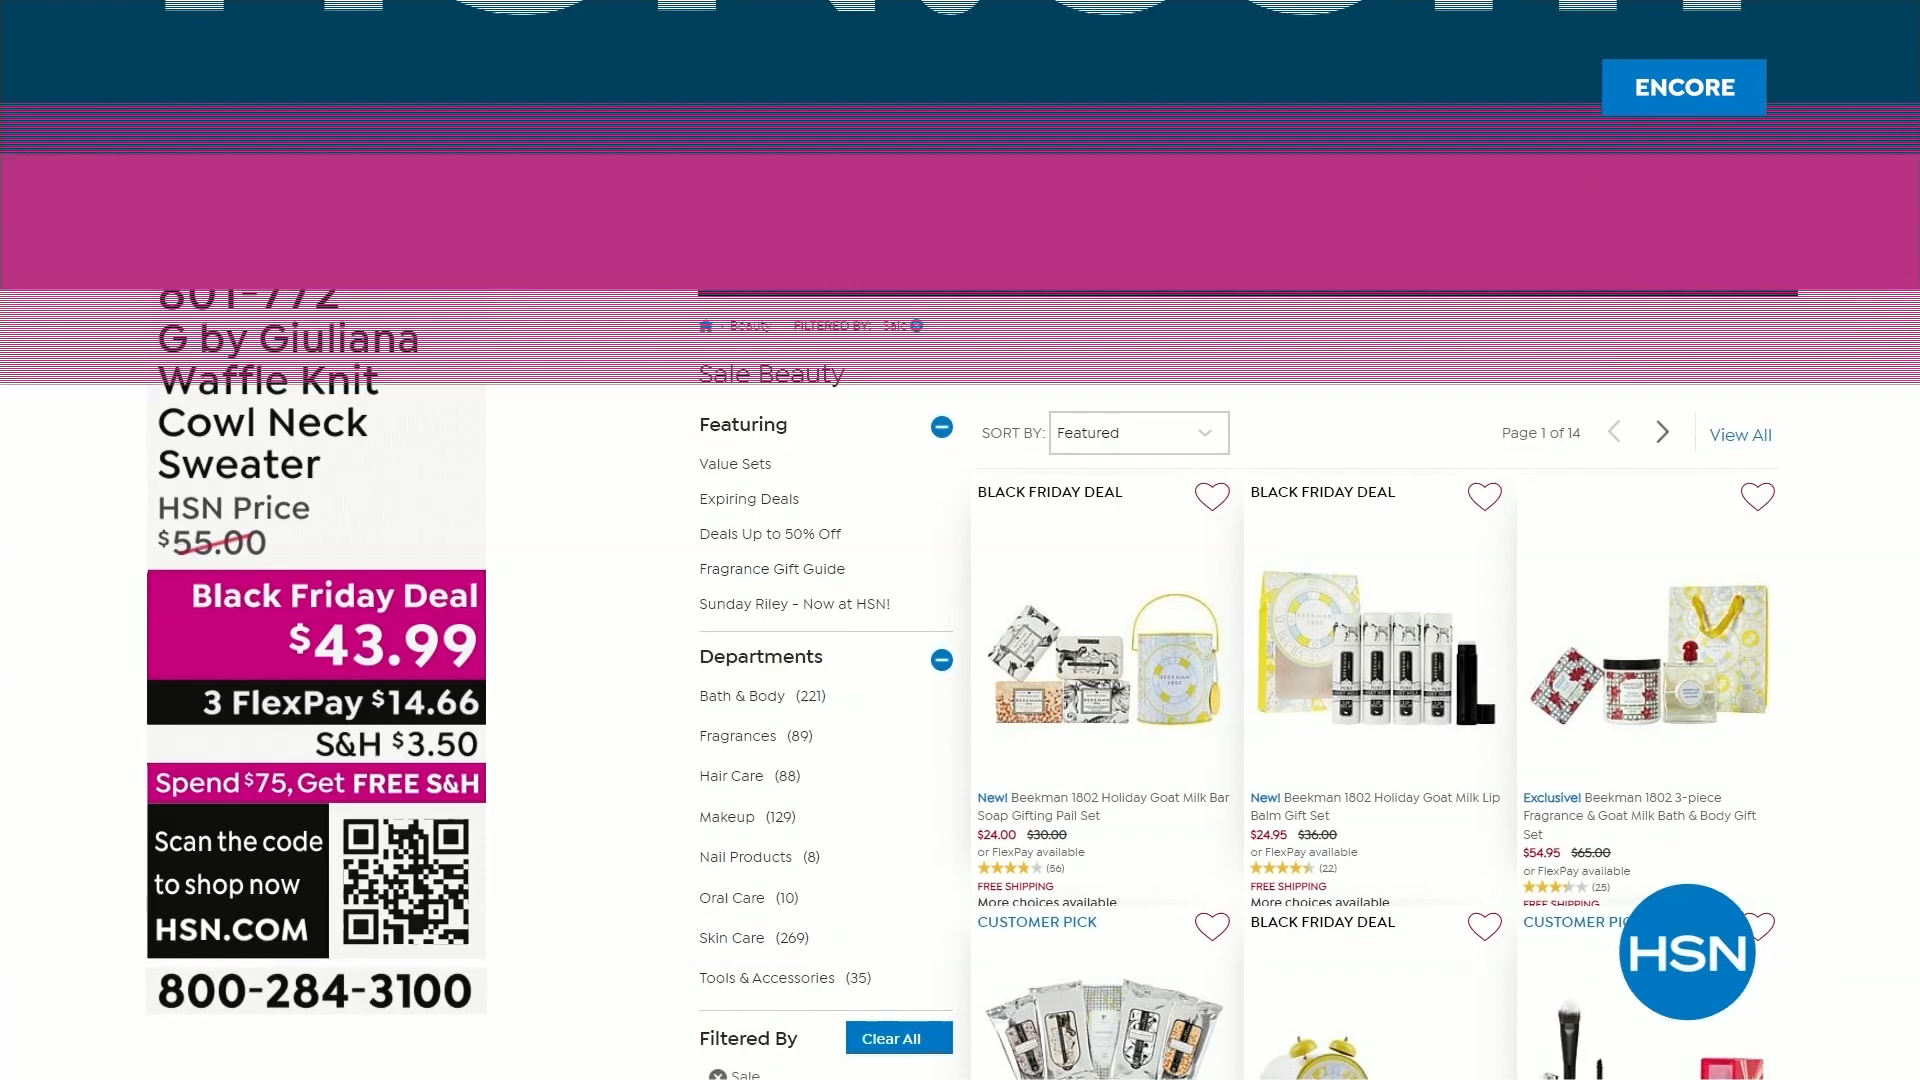 ENCORE
801-772
G by Giuliana
Waffle Knit
Cowl Neck
Sweater
HSN Price
$55.00
Black Friday Deal
$43.99
3 FlexPay $14.66
S&H $3.50
Spend $75, Get FREE S&H
Scan the code
to shop now
HSN.COM
800-284-3100
Beauty FILTERED BY: Sale
Sale Beauty
Featuring
Value Sets
Expiring Deals
Deals Up to 50% Off
Fragrance Gift Guide
Sunday Riley - Now at HSN!
Departments
Bath & Body (221)
Fragrances (89)
Hair Care (88)
Makeup (129)
Nail Products (8)
Oral Care (10)
Skin Care (269)
Tools & Accessories (35)
Filtered By Clear All
Sale
SORT BY: Featured
Page 1 of 14
View All
BLACK FRIDAY DEAL
New! Beekman 1802 Holiday Goat Milk Bar
Soap Gifting Pail Set
$24.00 $30.00
or FlexPay available
(56)
FREE SHIPPING
More choices available
BLACK FRIDAY DEAL
New! Beekman 1802 Holiday Goat Milk Lip
Balm Gift Set
$24.95 $36.00
or FlexPay available
(22)
FREE SHIPPING
More choices available
Exclusive! Beekman 1802 3-piece
Fragrance & Goat Milk Bath & Body Gift
Set
$54.95 $65.00
or FlexPay available
(25)
FREE SHIPPING
CUSTOMER PICK
BLACK FRIDAY DEAL
CUSTOMER
HSN